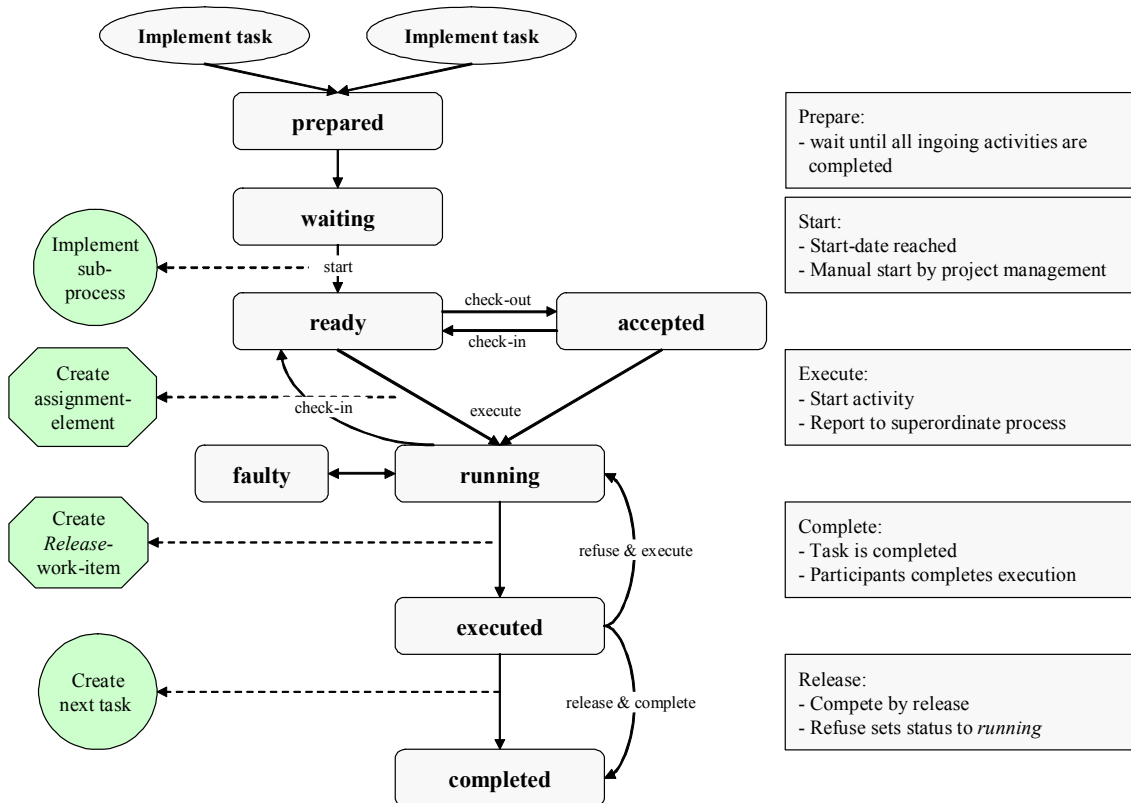 Implement task
Implement task
prepared
Prepare:
- wait until all ingoing activities are
completed
waiting
Start:
- Start-date reached
- Manual start by project management
Implement
sub-
process
start
ready
check-out
check-in
accepted
Create
assignment-
element
check-in
execute
Execute:
- Start activity
- Report to superordinate process
faulty
running
Create
Release-
work-item
refuse & execute
Complete:
- Task is completed
- Participants completes execution
executed
Create
next task
release & complete
Release:
- Compete by release
- Refuse sets status to running
completed